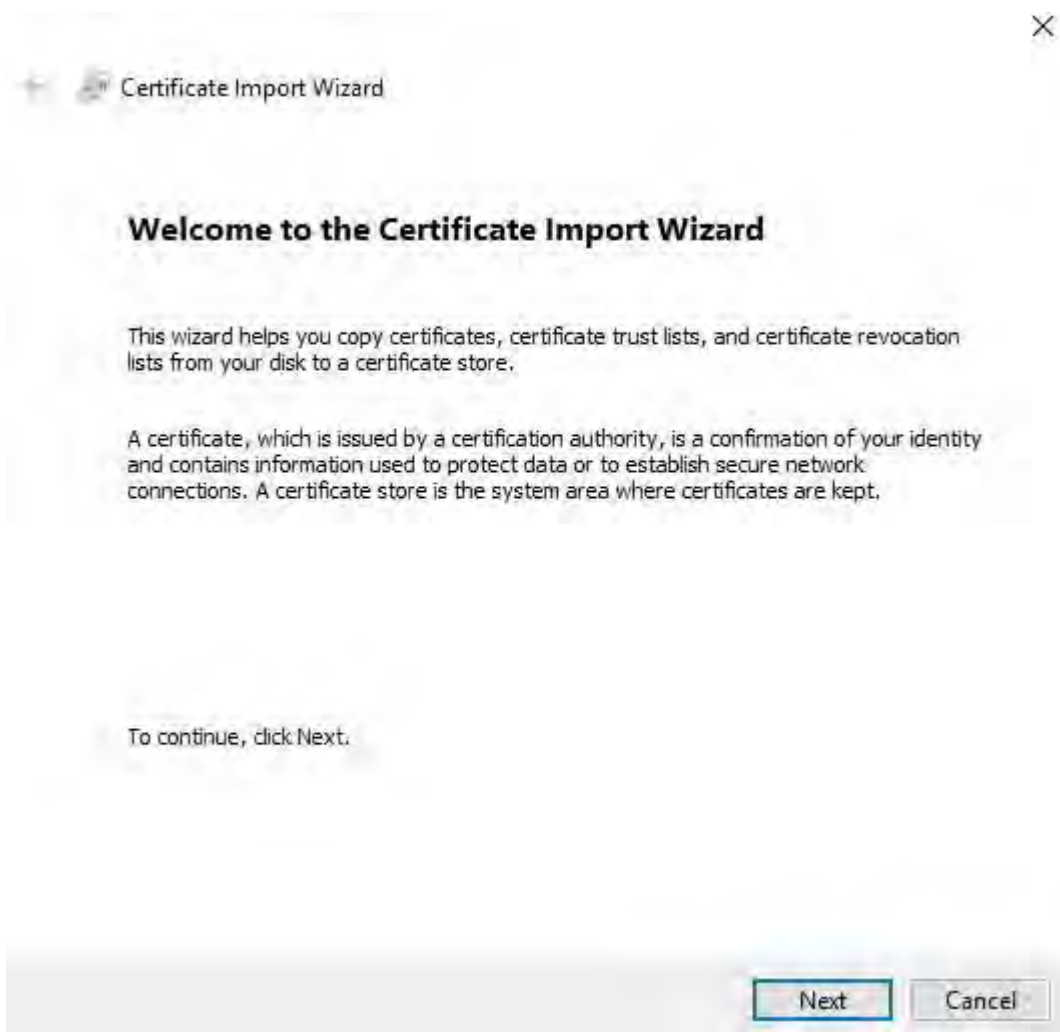 Certificate Import Wizard
Welcome to the Certificate Import Wizard
This wizard helps you copy certificates, certificate trust lists, and certificate revocation
lists from your disk to a certificate store.
A certificate, which is issued by a certification authority, is a confirmation of your identity
and contains information used to protect data or to establish secure network
connections. A certificate store is the system area where certificates are kept.
To continue, click Next.
Next Cancel